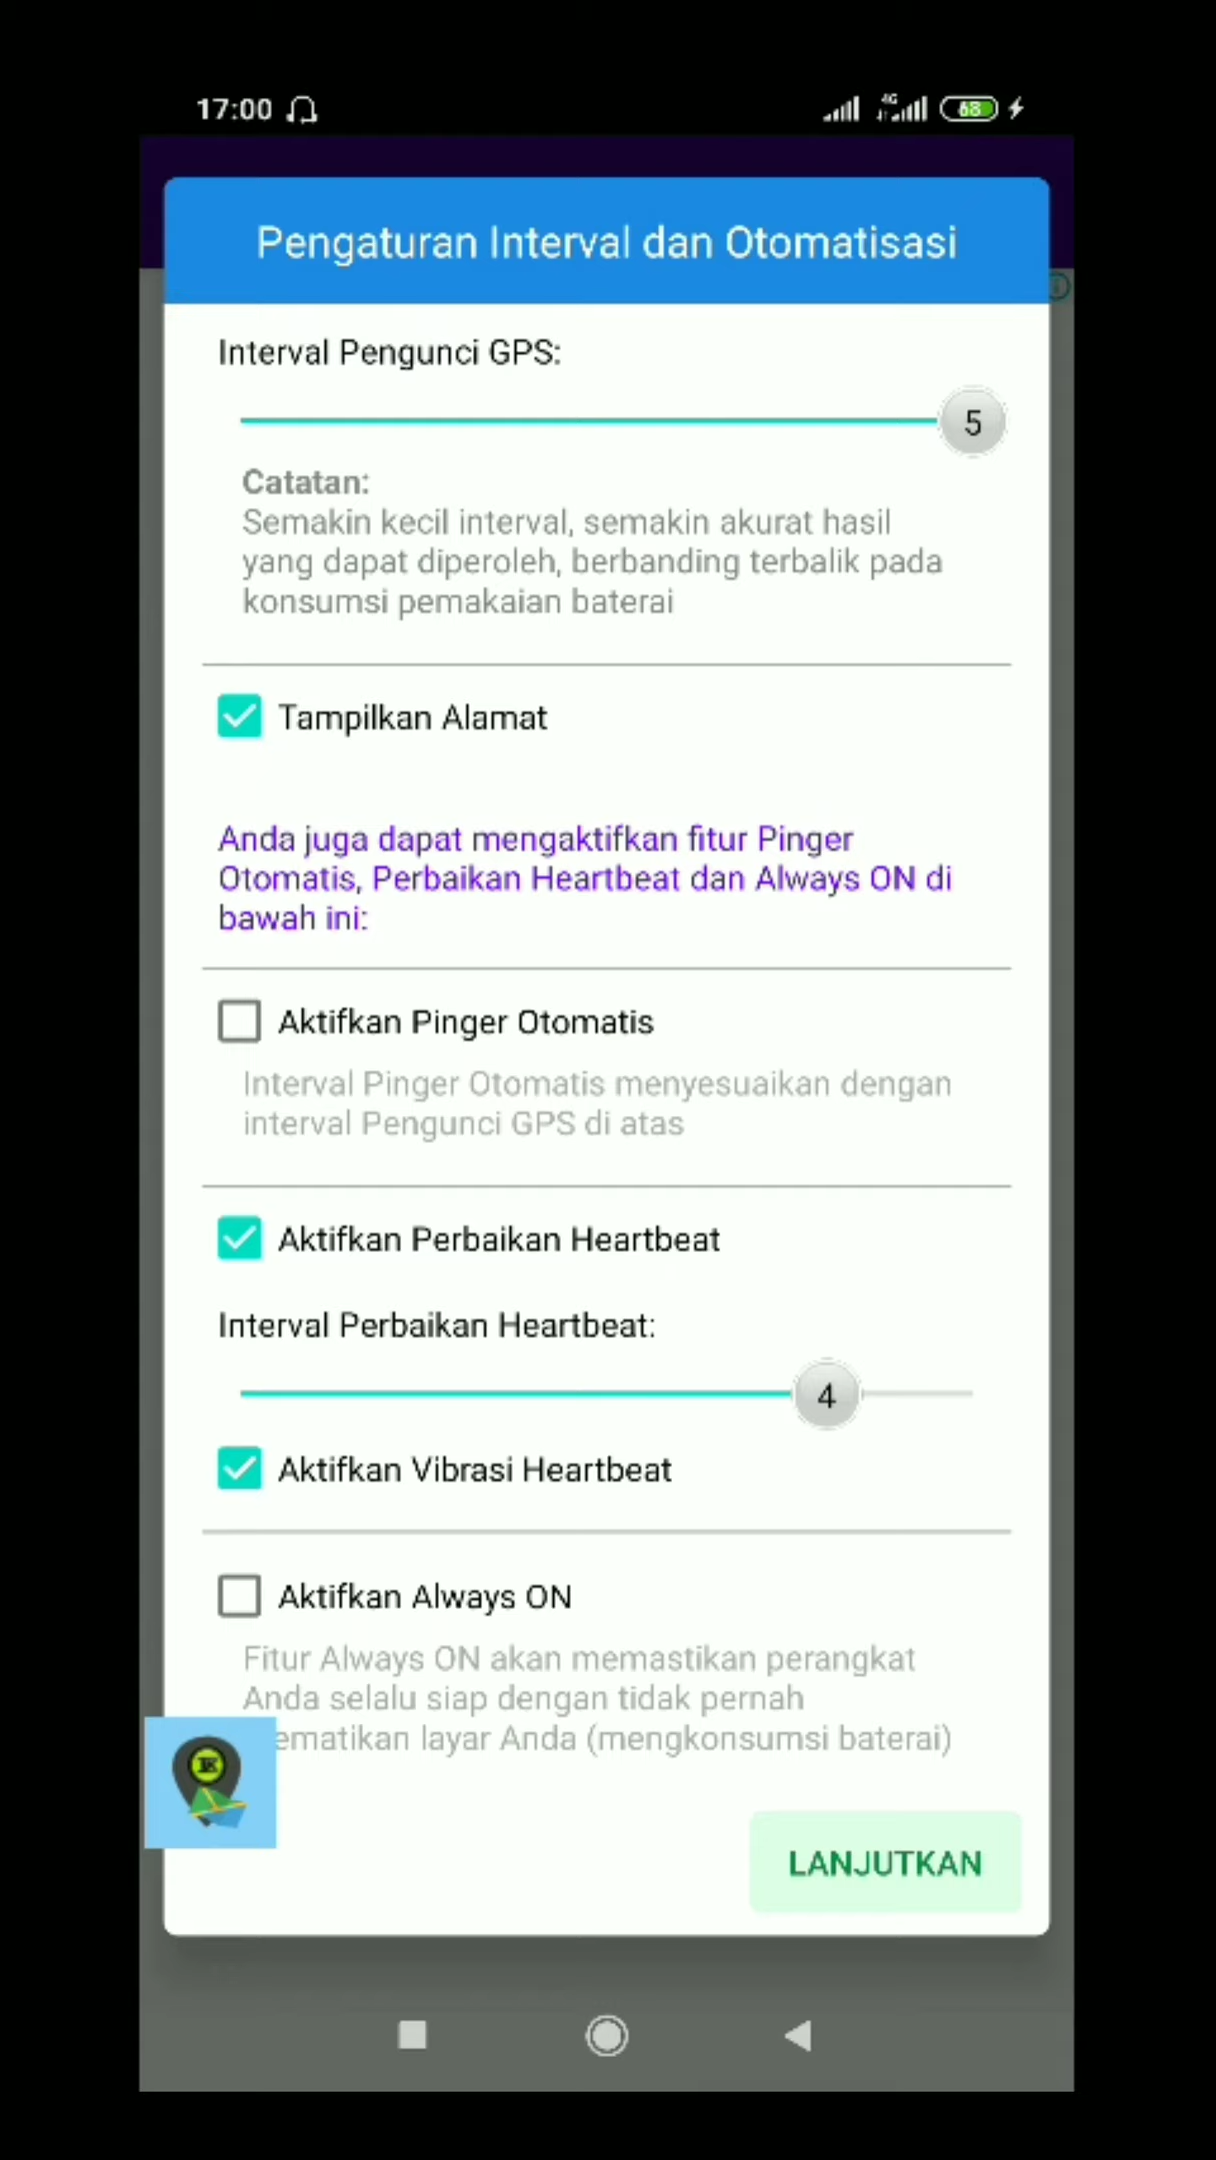 17:00
4G
68
Pengaturan Interval dan Otomatisasi
Interval Pengunci GPS:
5
Catatan:
Semakin kecil interval, semakin akurat hasil
yang dapat diperoleh, berbanding terbalik pada
konsumsi pemakaian baterai
Tampilkan Alamat
Anda juga dapat mengaktifkan fitur Pinger
Otomatis, Perbaikan Heartbeat dan Always ON di
bawah ini:
Aktifkan Pinger Otomatis
Interval Pinger Otomatis menyesuaikan dengan
interval Pengunci GPS di atas
Aktifkan Perbaikan Heartbeat
Interval Perbaikan Heartbeat:
4
Aktifkan Vibrasi Heartbeat
Aktifkan Always ON
Fitur Always ON akan memastikan perangkat
Anda selalu siap dengan tidak pernah
ematikan layar Anda (mengkonsumsi baterai)
LANJUTKAN